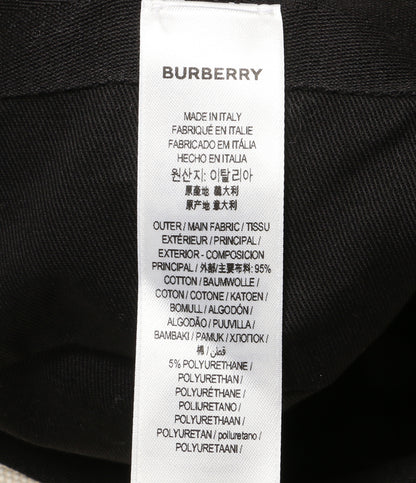 BURBERRY
MADE IN ITALY
FABRIQUÉ EN ITALIE
FABRICADO EM ITÁLIA
HECHO EN ITALIA
원산지: 이탈리아
原產地 義大利
原产地 意大利
OUTER / MAIN FABRIC / TISSU
EXTÉRIEUR / PRINCIPAL /
EXTERIOR - COMPOSICION
PRINCIPAL / 外部/主要布料: 95%
COTTON / BAUMWOLLE /
COTON / COTONE / KATOEN /
BOMULL / ALGODÓN /
ALGODÃO / PUUVILLA /
BAMBAKI / PAMUK / ХЛОПОК /
棉 / قطن /
5% POLYURETHANE /
POLYURETHAN /
POLYURÉTHANE /
POLIURETANO /
POLYURETHAAN /
POLYURETAN / poliuretano /
POLYURETAANI /